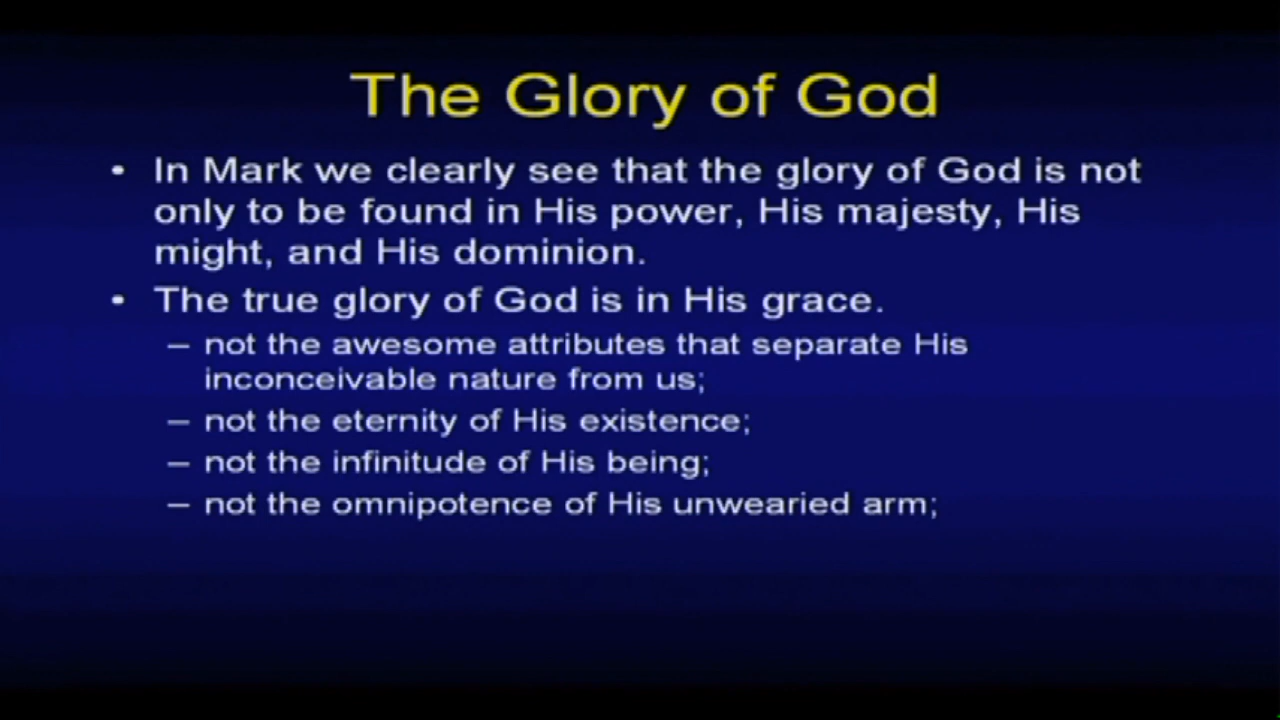 The Glory of God
• In Mark we clearly see that the glory of God is not
only to be found in His power, His majesty, His
might, and His dominion.
• The true glory of God is in His grace.
– not the awesome attributes that separate His
inconceivable nature from us;
– not the eternity of His existence;
– not the infinitude of His being;
– not the omnipotence of His unwearied arm;